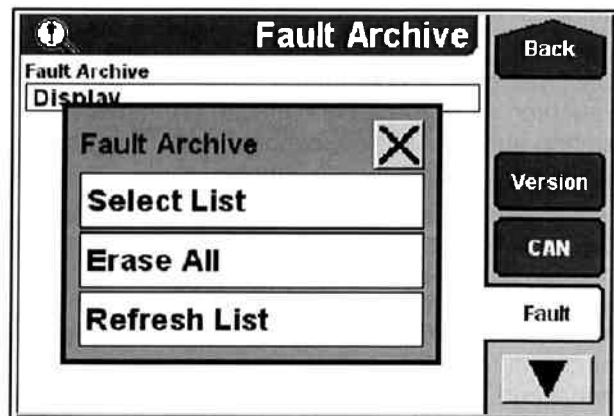 Fault Archive
Back
Fault Archive
Display
Fault Archive
Select List
Erase All
Refresh List
Version
CAN
Fault